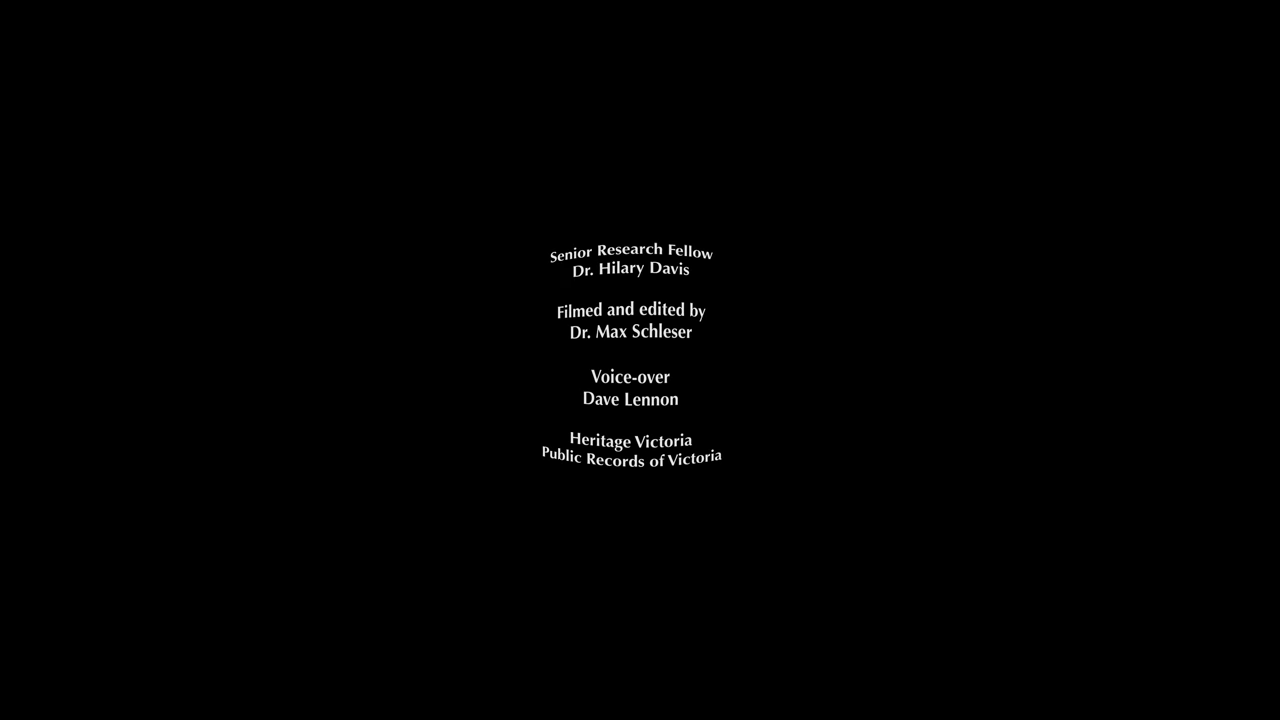 Senior Research Fellow
Dr. Hilary Davis
Filmed and edited by
Dr. Max Schleser
Voice-over
Dave Lennon
Heritage Victoria
Public Records of Victoria